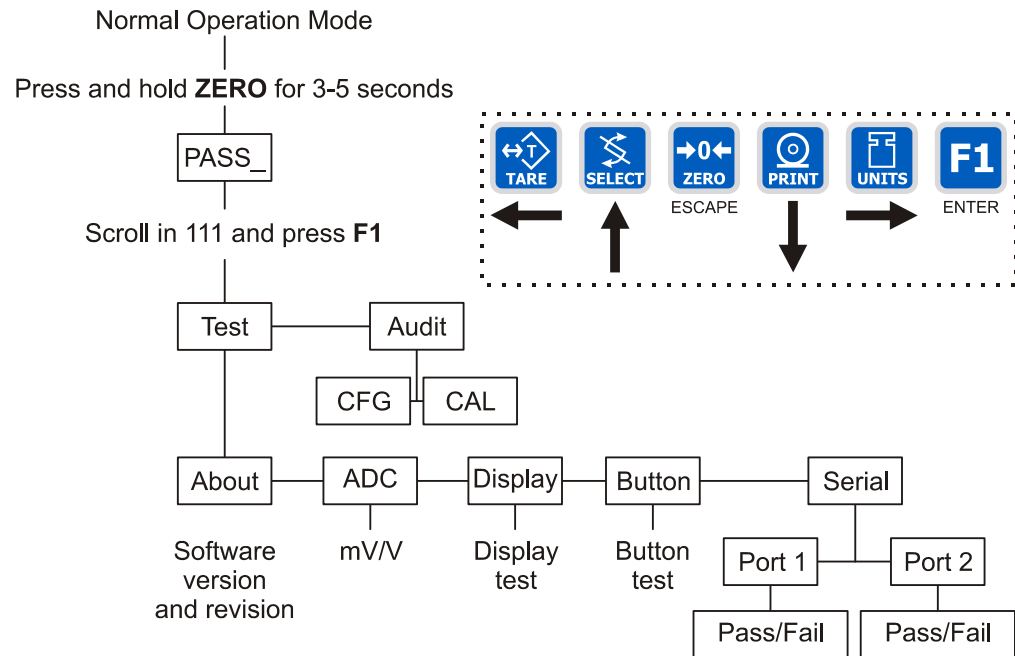 Normal Operation Mode
Press and hold ZERO for 3-5 seconds
PASS_
Scroll in 111 and press F1
T
TARE
SELECT
0
ZERO
PRINT
UNITS
F1
ESCAPE
ENTER
Test
Audit
CFG
CAL
About
ADC
Display
Button
Serial
Software
version
and revision
mV/V
Display
test
Button
test
Port 1
Port 2
Pass/Fail
Pass/Fail